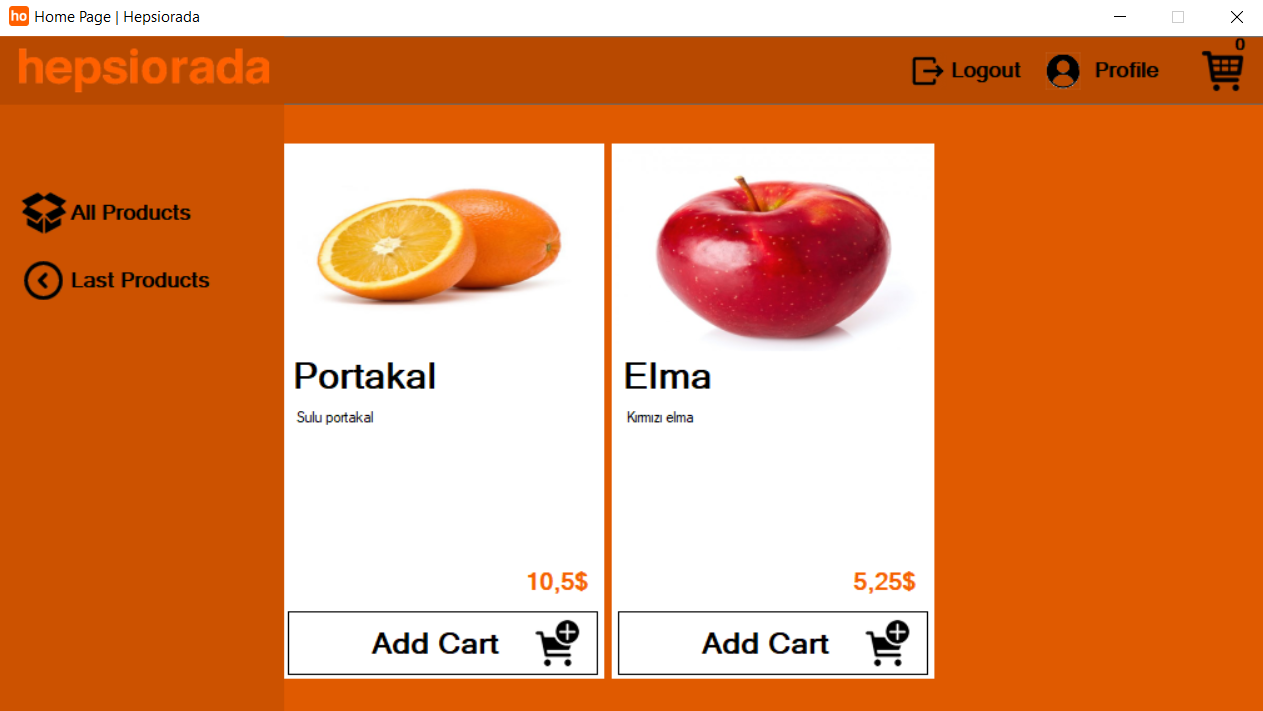 ho Home Page | Hepsiorada
hepsiorada
Logout
Profile
0
All Products
Last Products
Portakal
Sulu portakal
10,5$
Add Cart
Elma
Kırmızı elma
5,25$
Add Cart